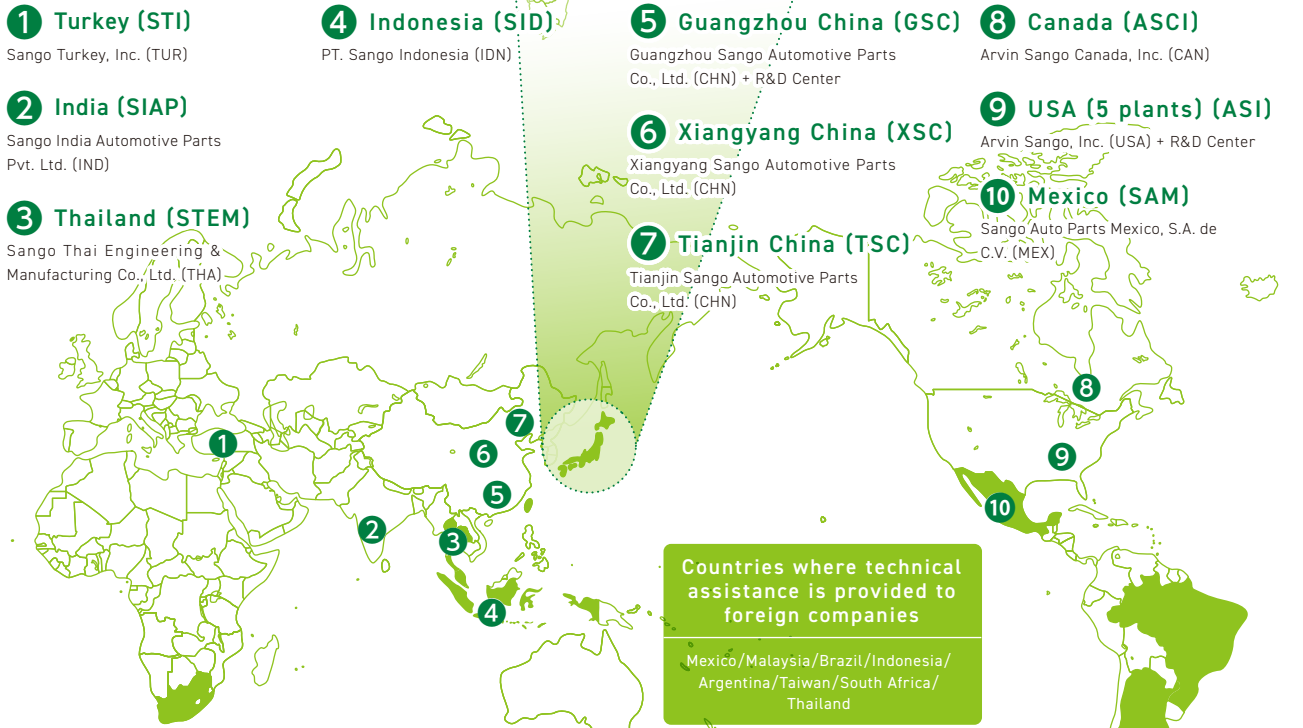 1 Turkey (STI)
Sango Turkey, Inc. (TUR)
2 India (SIAP)
Sango India Automotive Parts
Pvt. Ltd. (IND)
3 Thailand (STEM)
Sango Thai Engineering &
Manufacturing Co., Ltd. (THA)
4 Indonesia (SID)
PT. Sango Indonesia (IDN)
5 Guangzhou China (GSC)
Guangzhou Sango Automotive Parts
Co., Ltd. (CHN) + R&D Center
6 Xiangyang China (XSC)
Xiangyang Sango Automotive Parts
Co., Ltd. (CHN)
7 Tianjin China (TSC)
Tianjin Sango Automotive Parts
Co., Ltd. (CHN)
8 Canada (ASCI)
Arvin Sango Canada, Inc. (CAN)
9 USA (5 plants) (ASI)
Arvin Sango, Inc. (USA) + R&D Center
10 Mexico (SAM)
Sango Auto Parts Mexico, S.A. de
C.V. (MEX)
1
2
3
4
5
6
7
8
9
10
Countries where technical
assistance is provided to
foreign companies
Mexico/Malaysia/Brazil/Indonesia/
Argentina/Taiwan/South Africa/
Thailand